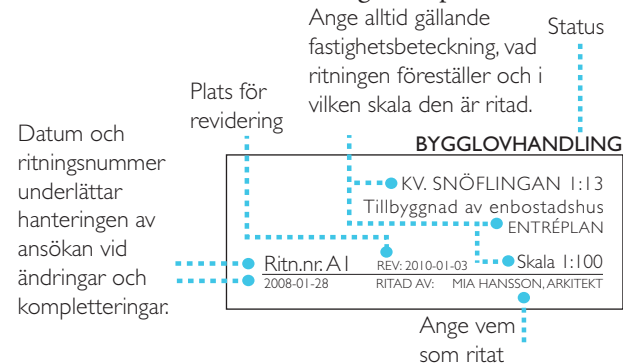 Ange alltid gällande
fastighetsbeteckning, vad
ritningen föreställer och i
vilken skala den är ritad.
Status
Plats för
revidering
Datum och
ritningsnummer
underlättar
hanteringen av
ansökan vid
ändringar och
kompletteringar.
BYGGLOVHANDLING
KV. SNÖFLINGAN 1:13
Tillbyggnad av enbostadshus
ENTRÉPLAN
Ritn.nr. A1 REV: 2010-01-03 Skala 1:100
2008-01-28 RITAD AV: MIA HANSSON, ARKITEKT
Ange vem
som ritat